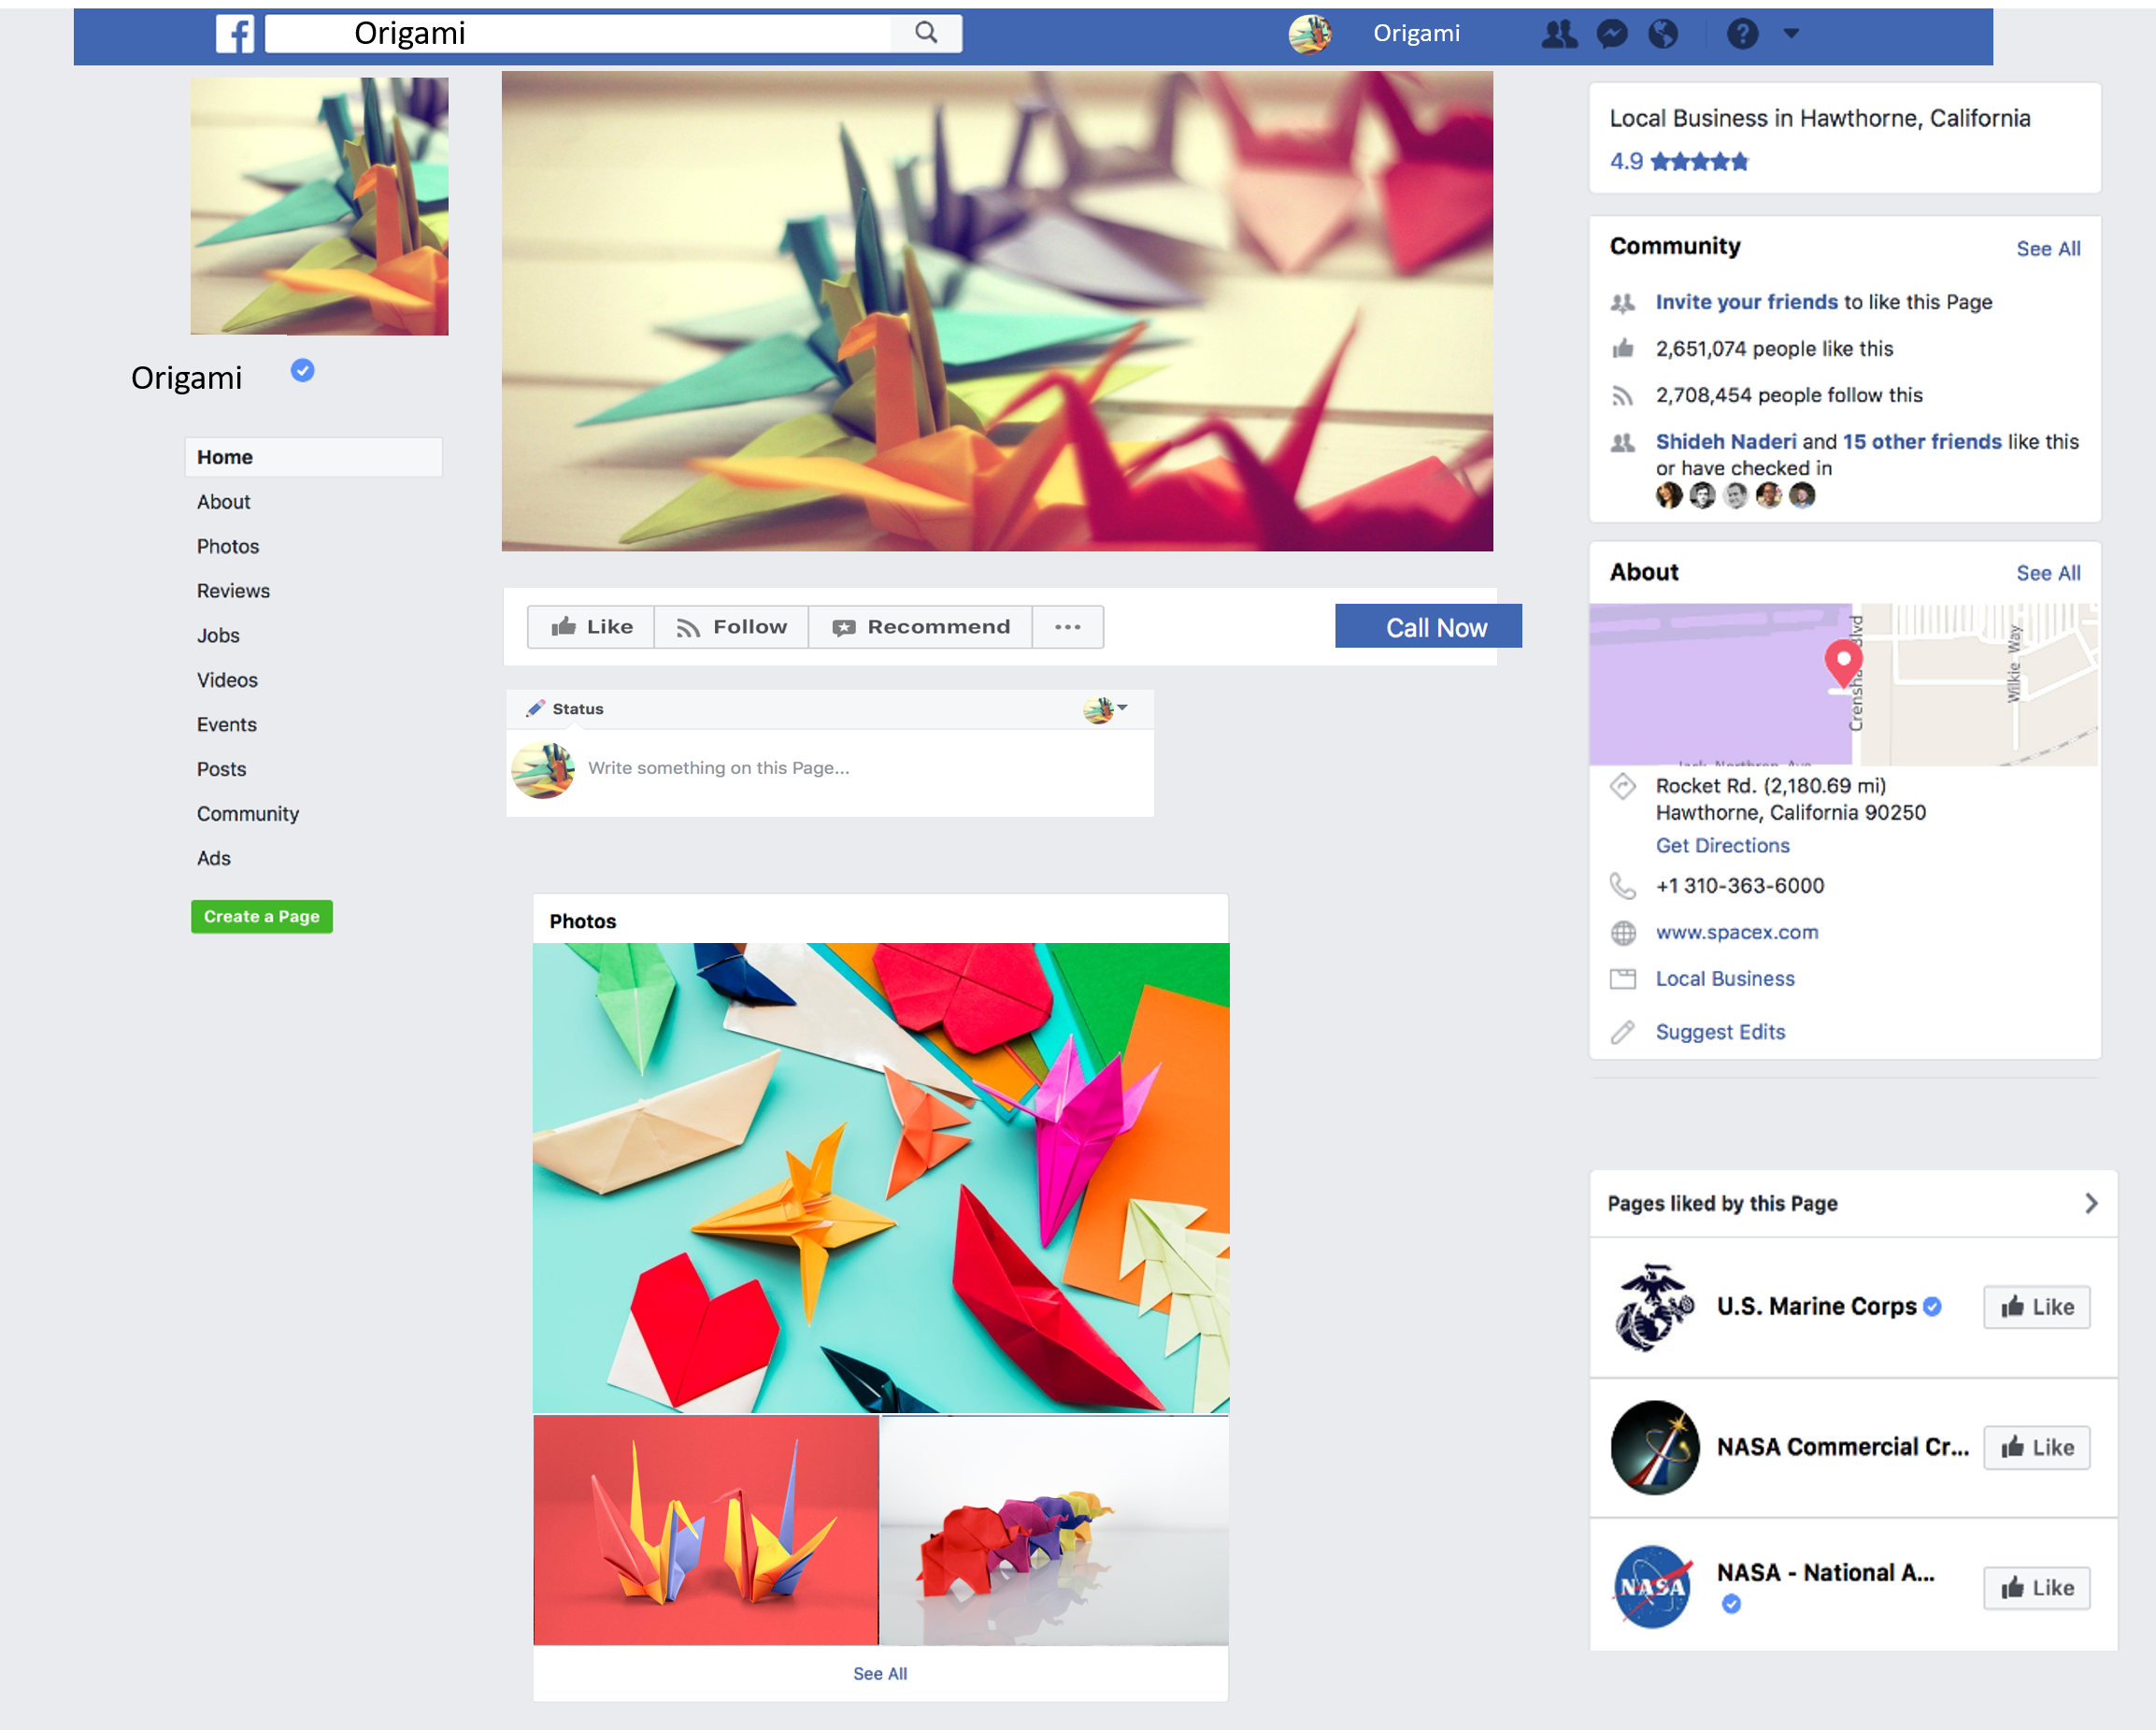 Origami
Origami
Origami
Home
About
Photos
Reviews
Jobs
Videos
Events
Posts
Community
Ads
Create a Page
Like
Follow
Recommend
Call Now
Status
Write something on this Page...
Photos
See All
Local Business in Hawthorne, California
4.9
Community
See All
Invite your friends to like this Page
2,651,074 people like this
2,708,454 people follow this
Shideh Naderi and 15 other friends like this
or have checked in
About
See All
Wilkie Way
Rocket Rd. (2,180.69 mi)
Hawthorne, California 90250
Get Directions
+1 310-363-6000
www.spacex.com
Local Business
Suggest Edits
Pages liked by this Page
U.S. Marine Corps
Like
NASA Commercial Cr...
Like
NASA
NASA - National A...
Like